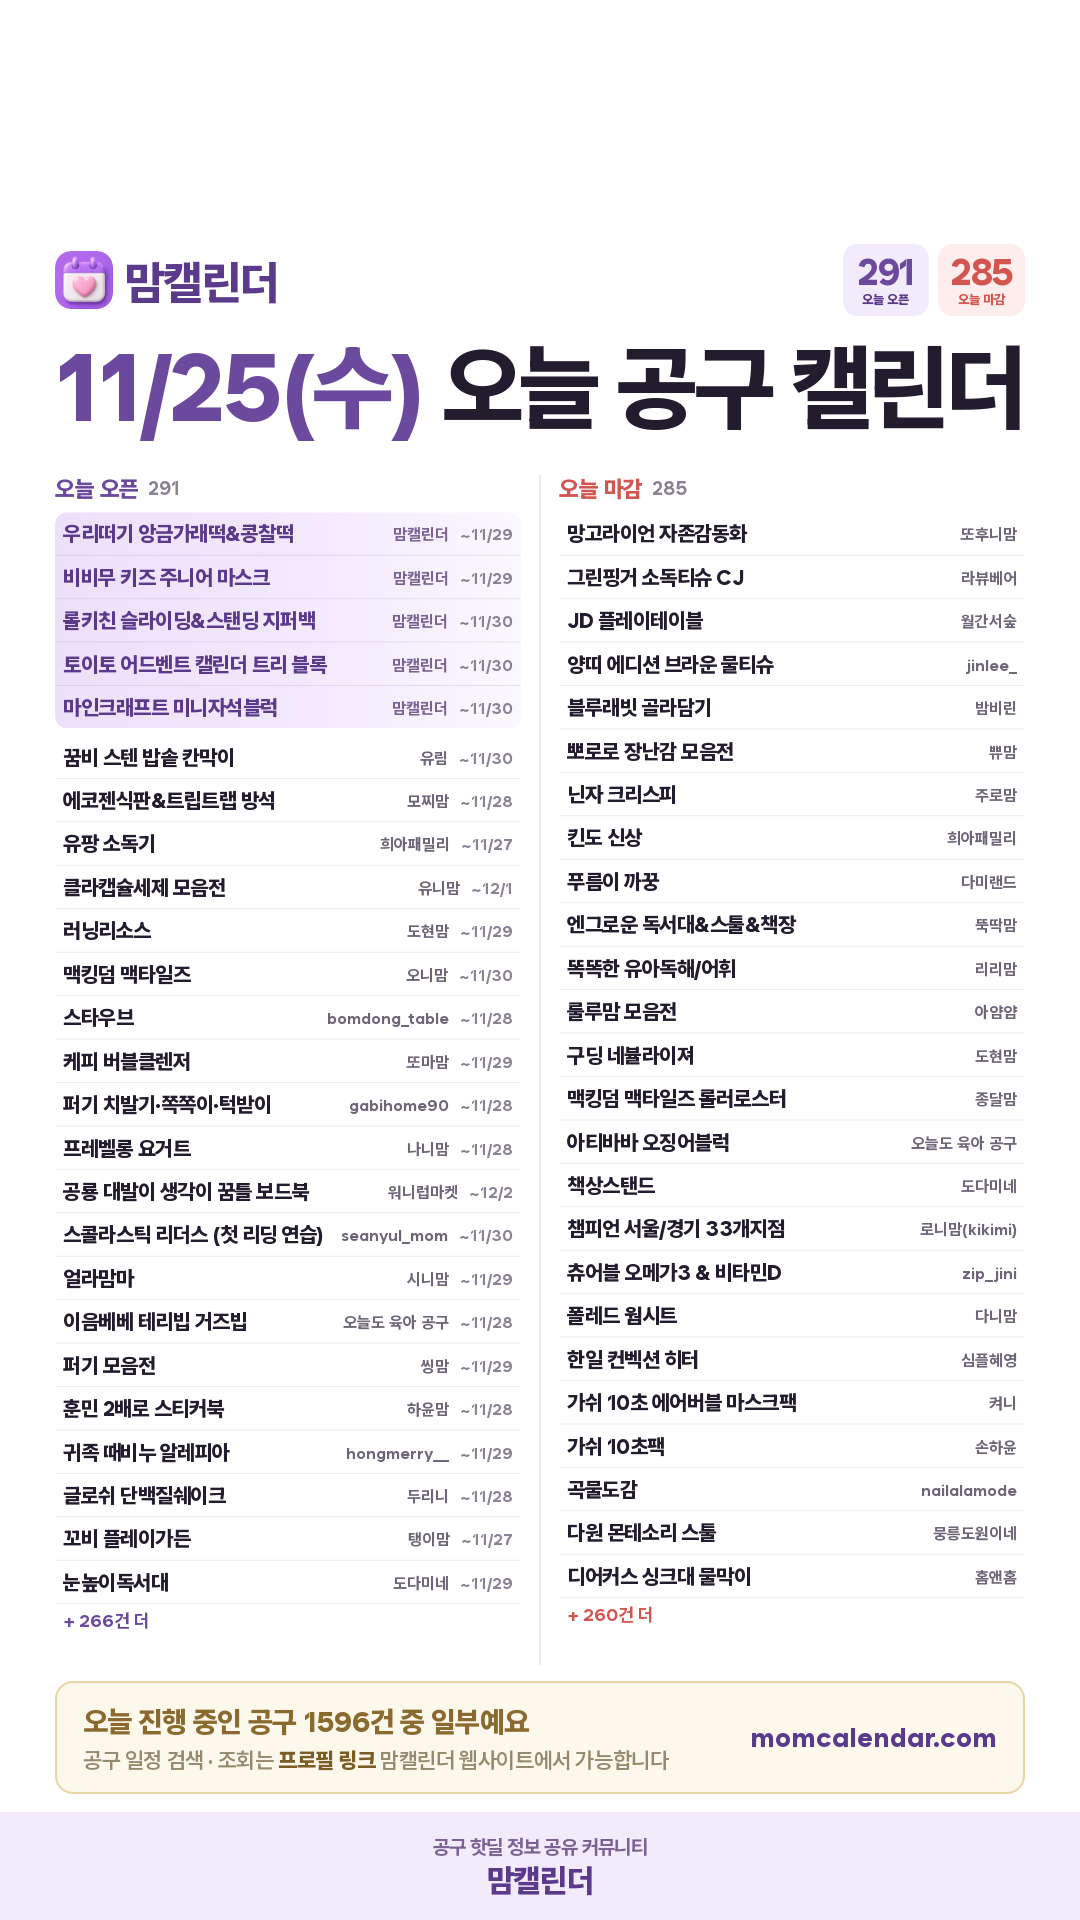 맘캘린더
291
오늘 오픈
285
오늘 마감
11/25(수) 오늘 공구 캘린더
오늘 오픈 291
우리떠기 앙금가래떡&콩찰떡 맘캘린더 ~11/29
비비무 키즈 주니어 마스크 맘캘린더 ~11/29
롤키친 슬라이딩&스탠딩 지퍼백 맘캘린더 ~11/30
토이토 어드벤트 캘린더 트리 블록 맘캘린더 ~11/30
마인크래프트 미니자석블럭 맘캘린더 ~11/30
꿈비 스텐 밥솥 칸막이 유림 ~11/30
에코젠식판&트립트랩 방석 모찌맘 ~11/28
유팡 소독기 희아패밀리 ~11/27
클라캡슐세제 모음전 유니맘 ~12/1
러닝리소스 도현맘 ~11/29
맥킹덤 맥타일즈 오니맘 ~11/30
스타우브 bomdong_table ~11/28
케피 버블클렌저 또마맘 ~11/29
퍼기 치발기·쪽쪽이·턱받이 gabihome90 ~11/28
프레벨롱 요거트 나니맘 ~11/28
공룡 대발이 생각이 꿈틀 보드북 워니럽마켓 ~12/2
스콜라스틱 리더스 (첫 리딩 연습) seanyul_mom ~11/30
얼라맘마 시니맘 ~11/29
이음베베 테리빕 거즈빕 오늘도 육아 공구 ~11/28
퍼기 모음전 씽맘 ~11/29
훈민 2배로 스티커북 하윤맘 ~11/28
귀족 때비누 알레피아 hongmerry__ ~11/29
글로쉬 단백질쉐이크 두리니 ~11/28
꼬비 플레이가든 탱이맘 ~11/27
눈높이독서대 도다미네 ~11/29
+ 266건 더
오늘 마감 285
망고라이언 자존감동화 또후니맘
그린핑거 소독티슈 CJ 라뷰베어
JD 플레이테이블 월간서숲
양띠 에디션 브라운 물티슈 jinlee_
블루래빗 골라담기 밤비린
뽀로로 장난감 모음전 쀼맘
닌자 크리스피 주로맘
킨도 신상 희아패밀리
푸름이 까꿍 다미랜드
엔그로운 독서대&스툴&책장 뚝딱맘
똑똑한 유아독해/어휘 리리맘
룰루맘 모음전 아얌얌
구딩 네뷸라이져 도현맘
맥킹덤 맥타일즈 롤러로스터 종달맘
아티바바 오징어블럭 오늘도 육아 공구
책상스탠드 도다미네
챔피언 서울/경기 33개지점 로니맘(kikimi)
츄어블 오메가3 & 비타민D zip_jini
폴레드 웜시트 다니맘
한일 컨벡션 히터 심플혜영
가쉬 10초 에어버블 마스크팩 켜니
가쉬 10초팩 손하윤
곡물도감 nailalamode
다원 몬테소리 스툴 뭉릉도원이네
디어커스 싱크대 물막이 홈앤홈
+ 260건 더
오늘 진행 중인 공구 1596건 중 일부예요
공구 일정 검색 · 조회는 프로필 링크 맘캘린더 웹사이트에서 가능합니다
momcalendar.com
공구 핫딜 정보 공유 커뮤니티
맘캘린더